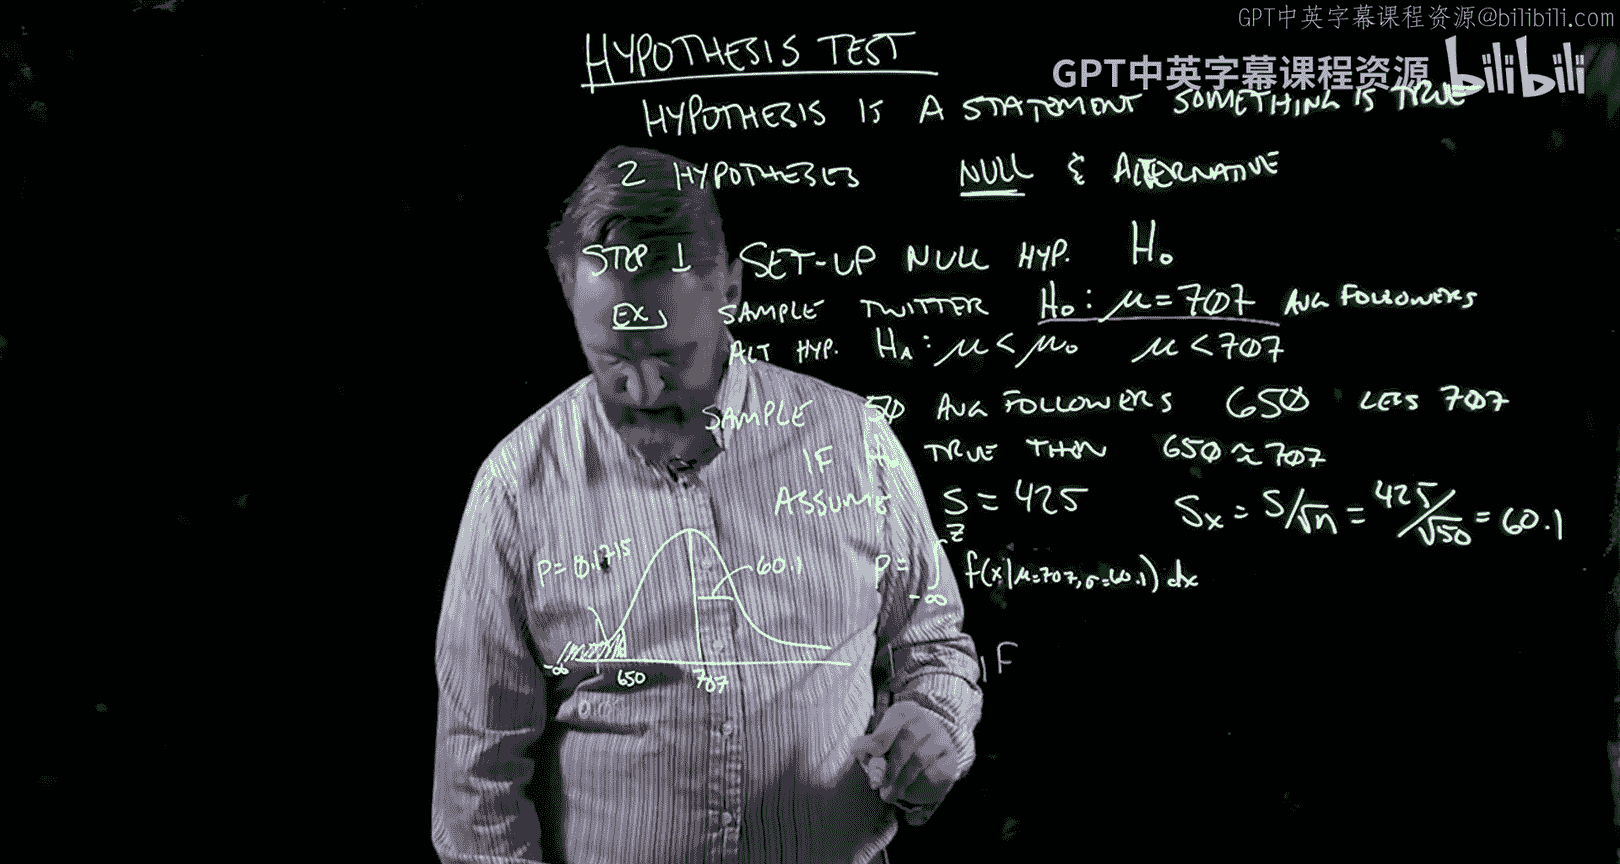 GPT中英字幕课程资源@bilibili.com
GPT中英字幕课程资源 bilibili
HYPOTHESIS TEST
HYPOTHESIS IS A STATEMENT SOMETHING IS TRUE
2 HYPOTHESES NULL & ALTERNATIVE
STEP 1 SET-UP NULL HYP. H₀
EX, SAMPLE TWITTER H₀: μ = 707 AVG FOLLOWERS
ALT HYP. Hₐ: μ < μ₀ μ < 707
SAMPLE 50 AVG FOLLOWERS 650 LESS 707
IF H₀ TRUE THEN 650 ≈ 707
ASSUME S = 425 Sₓ = S/√n = 425/√50 = 60.1
P = 0.1715 60.1 P = ∫ z -∞ f(x|μ=707, σ=60.1) dx
-∞ 650 707
IF